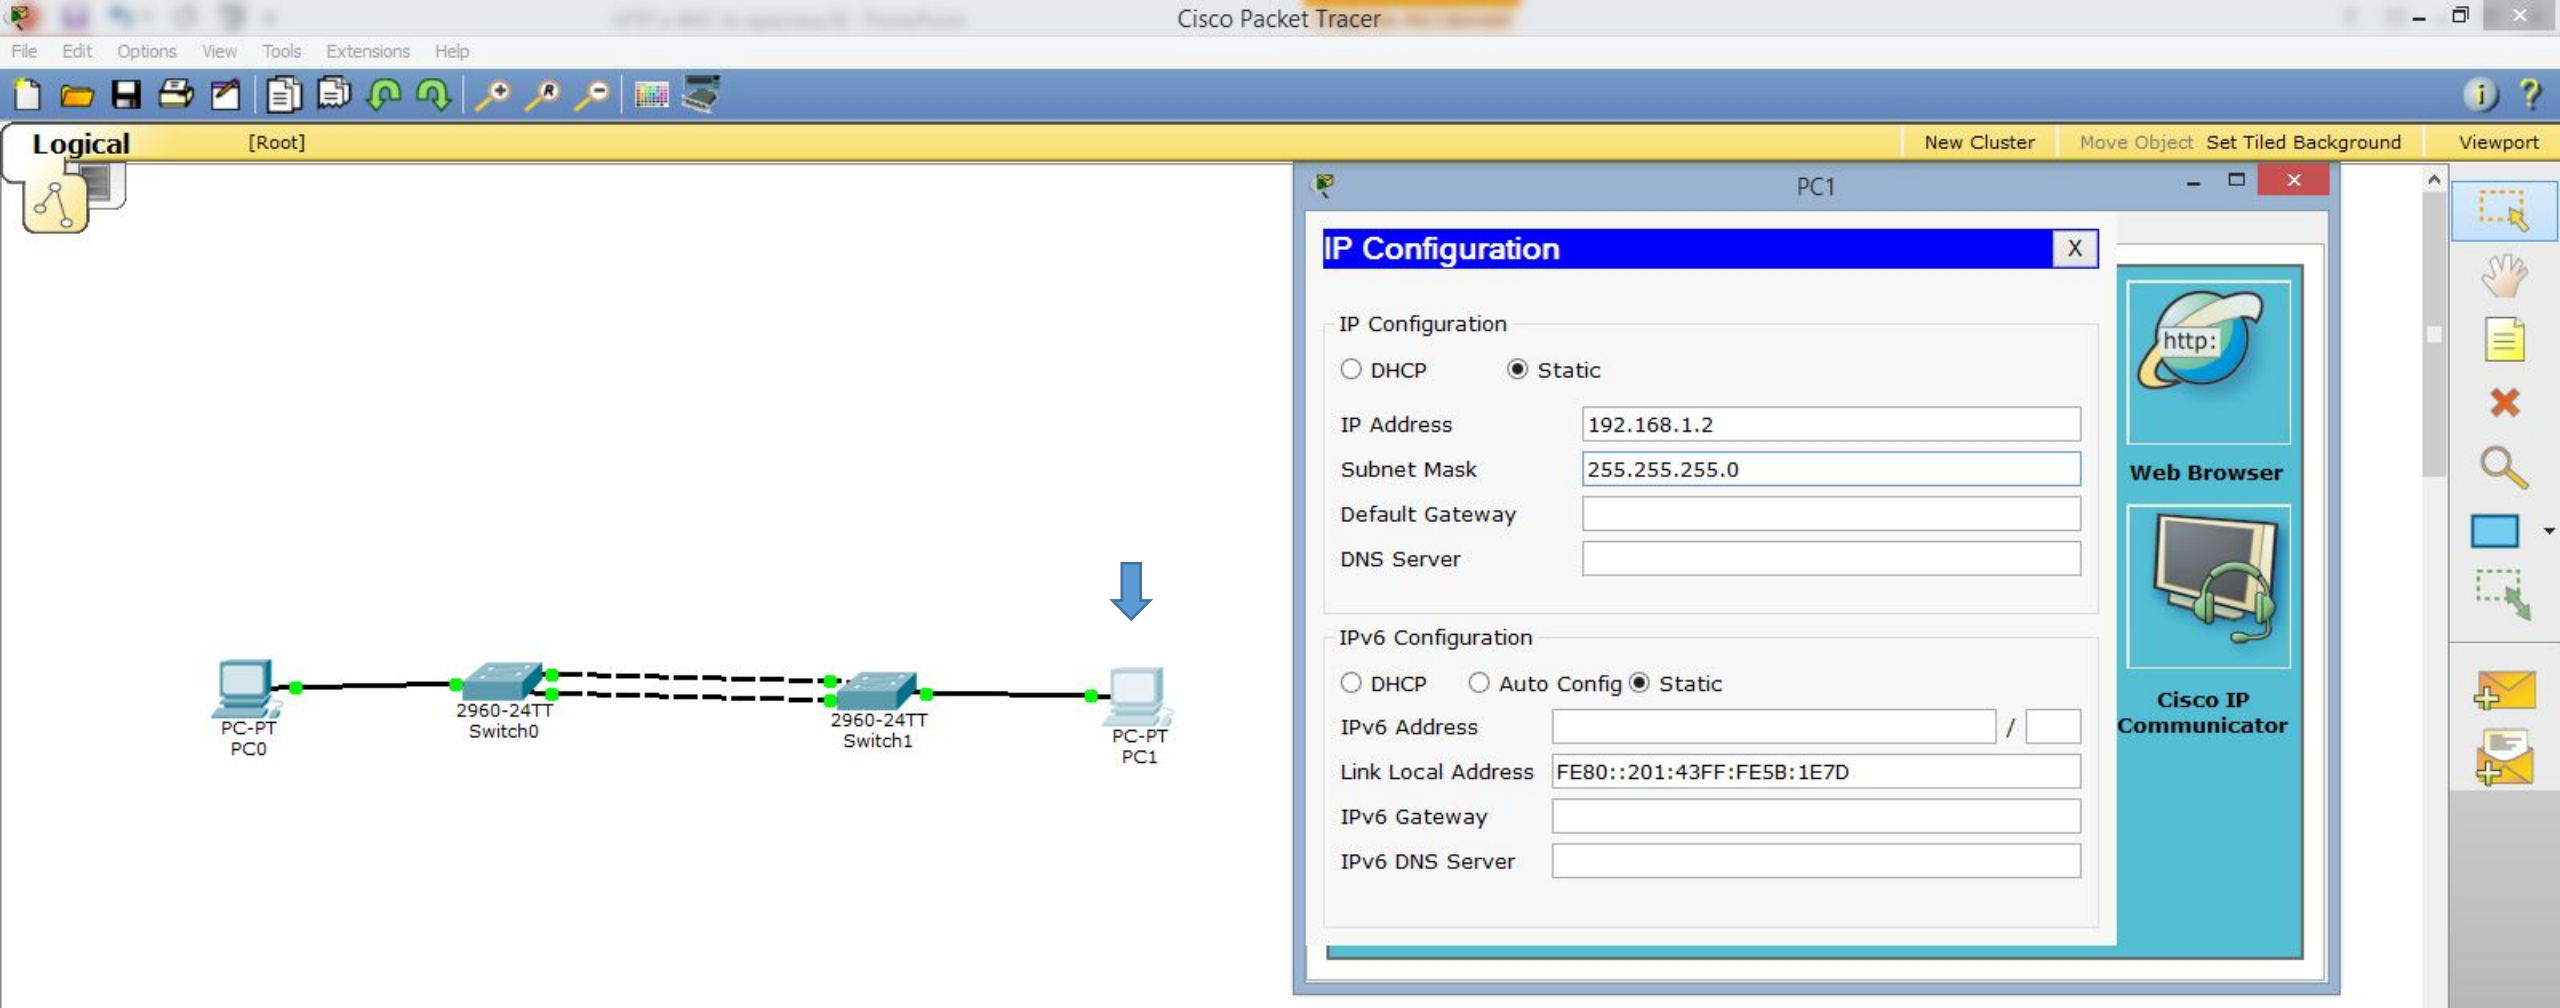 Cisco Packet Tracer
File Edit Options View Tools Extensions Help
R
i ?
Logical [Root] New Cluster Move Object Set Tiled Background Viewport
PC1
IP Configuration X
IP Configuration
DHCP Static
IP Address 192.168.1.2
Subnet Mask 255.255.255.0
Default Gateway
DNS Server
IPv6 Configuration
DHCP Auto Config Static
IPv6 Address /
Link Local Address FE80::201:43FF:FE5B:1E7D
IPv6 Gateway
IPv6 DNS Server
http:
Web Browser
Cisco IP
Communicator
PC-PT
PC0
2960-24TT
Switch0
2960-24TT
Switch1
PC-PT
PC1